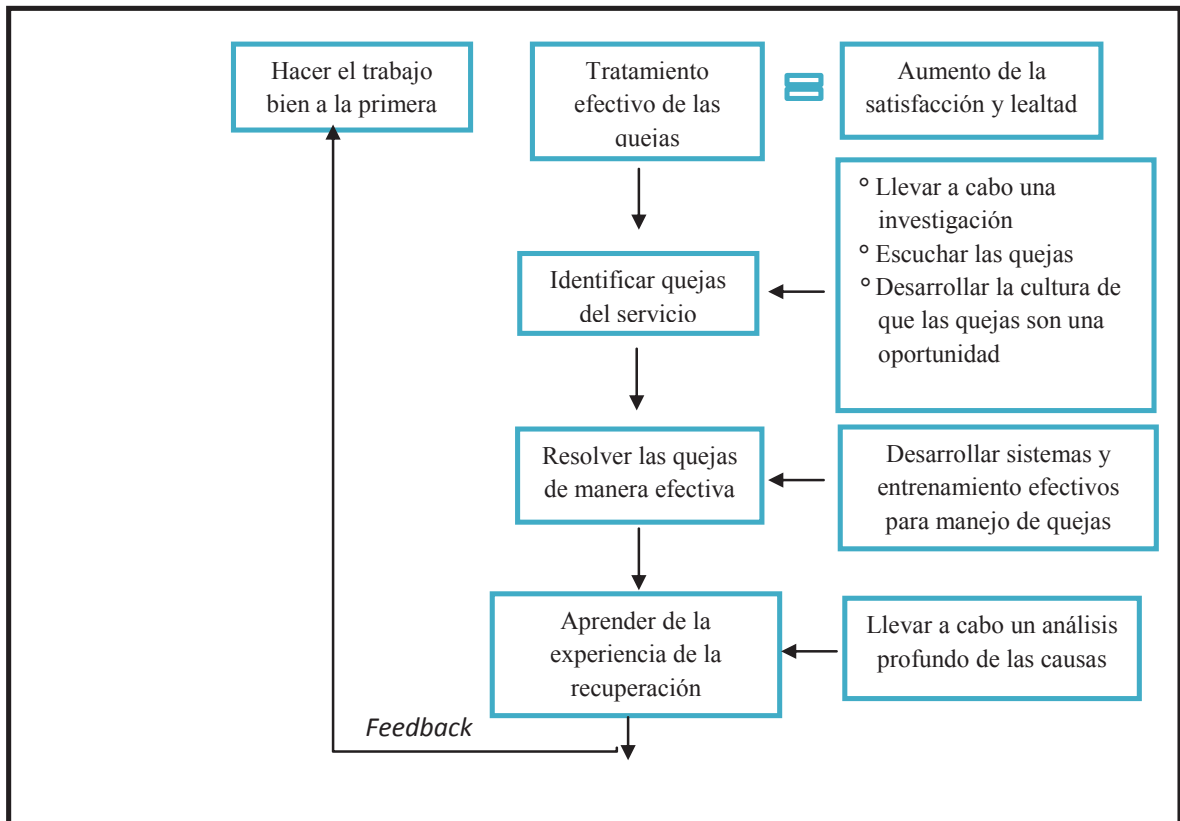 Hacer el trabajo
bien a la primera
Tratamiento
efectivo de las
quejas
Aumento de la
satisfacción y lealtad
° Llevar a cabo una
investigación
° Escuchar las quejas
° Desarrollar la cultura de
que las quejas son una
oportunidad
Identificar quejas
del servicio
Resolver las quejas
de manera efectiva
Desarrollar sistemas y
entrenamiento efectivos
para manejo de quejas
Aprender de la
experiencia de la
recuperación
Llevar a cabo un análisis
profundo de las causas
Feedback